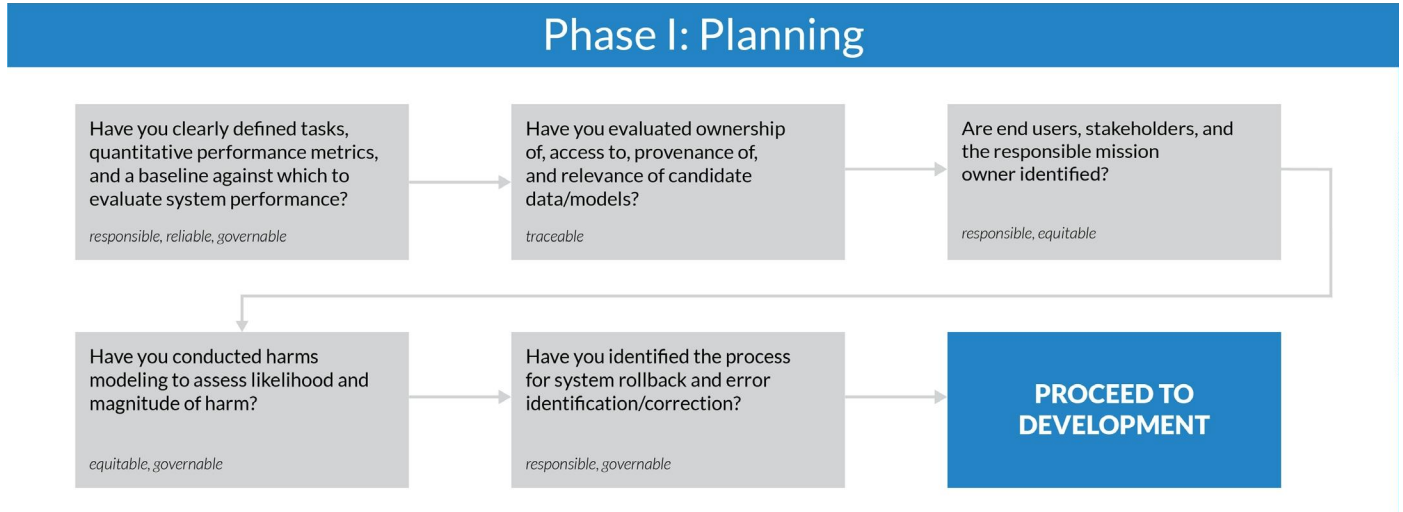 Phase I: Planning
Have you clearly defined tasks,
quantitative performance metrics,
and a baseline against which to
evaluate system performance?
responsible, reliable, governable
Have you evaluated ownership
of, access to, provenance of,
and relevance of candidate
data/models?
traceable
Are end users, stakeholders, and
the responsible mission
owner identified?
responsible, equitable
Have you conducted harms
modeling to assess likelihood and
magnitude of harm?
equitable, governable
Have you identified the process
for system rollback and error
identification/correction?
responsible, governable
PROCEED TO
DEVELOPMENT